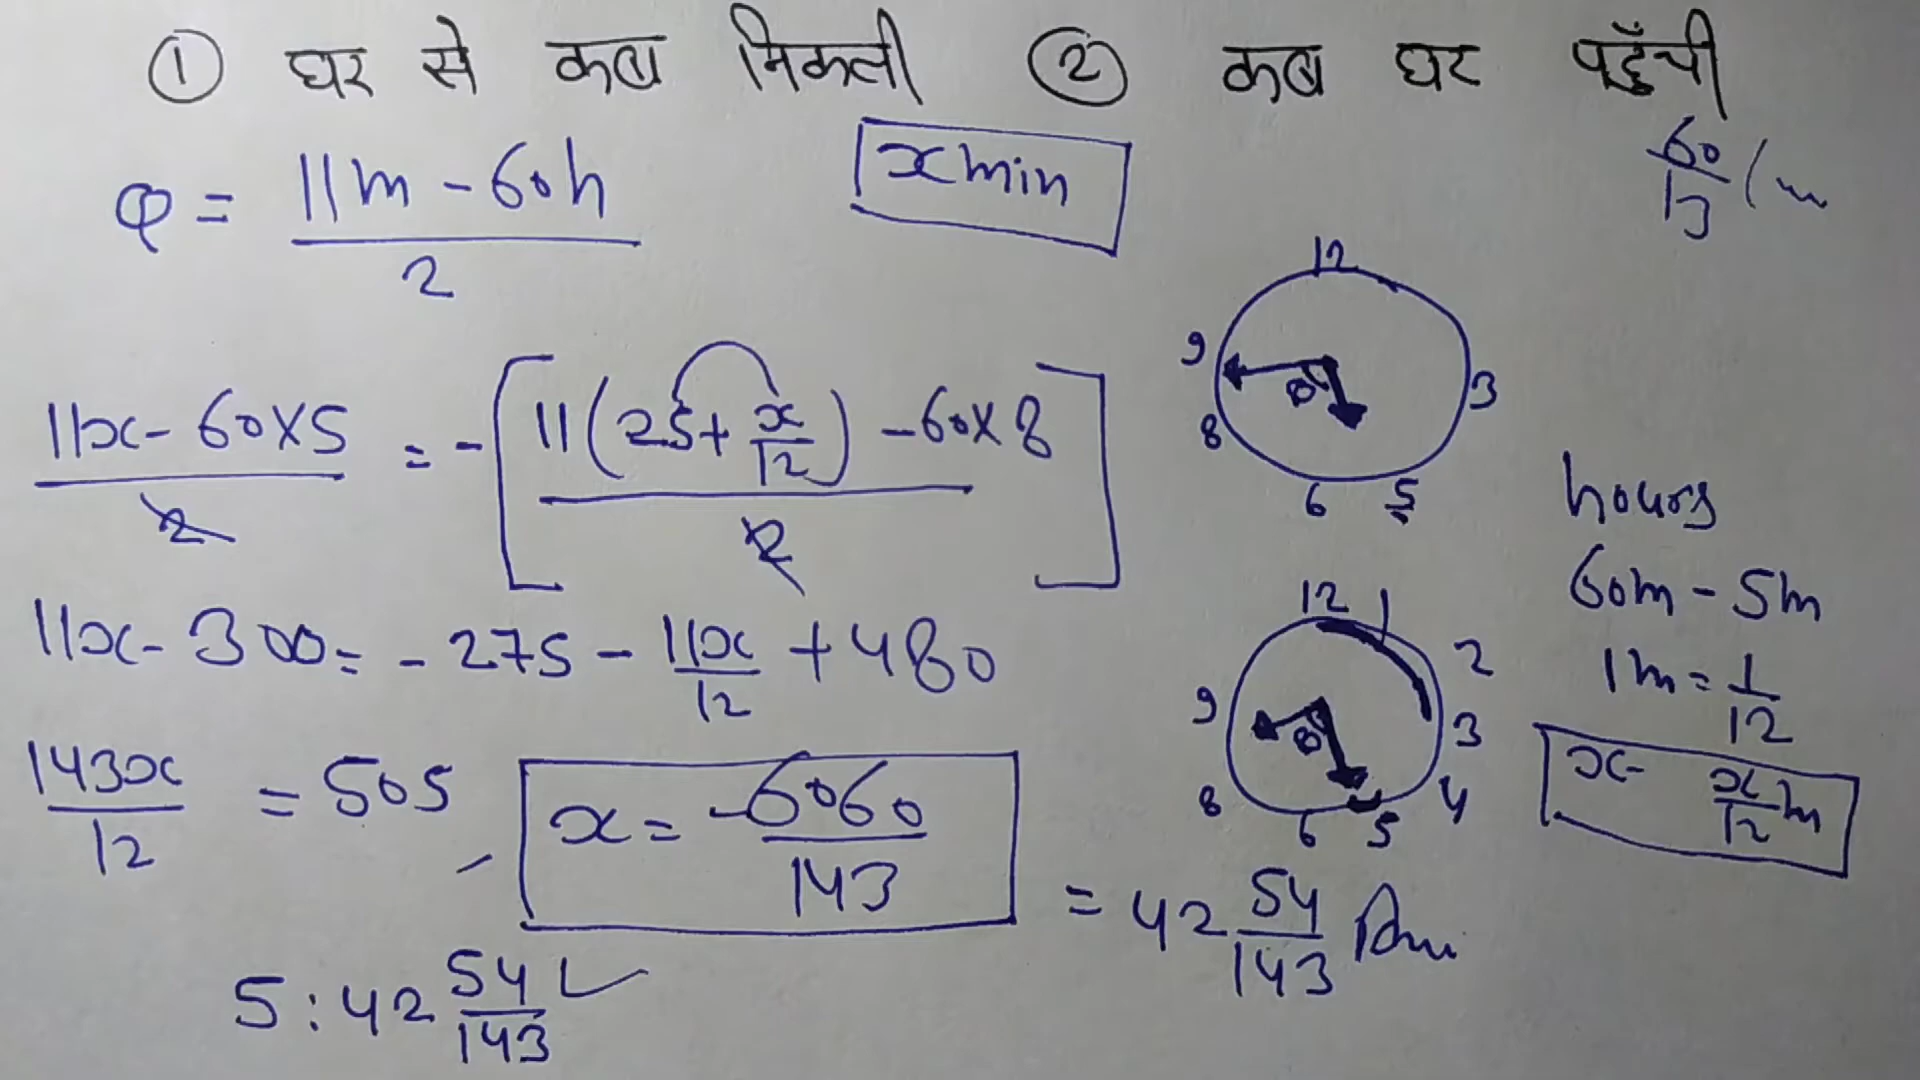 ① घर से कब निकली ② कब घर पहुँची
60/13
φ = (11m - 60h)/2
x min
12
9
3
8
6 5
(11x - 60×5)/2 = -[(11(25 + x/12) - 60×8)/2]
hours
60m - 5m
1m = 1/12
x - x/12 m
11x - 300 = -275 - 11x/12 + 480
12 1
2
9
3
8
4
6 5
143x/12 = 505
x = 6060/143
= 42 54/143 Ans
5:42 54/143